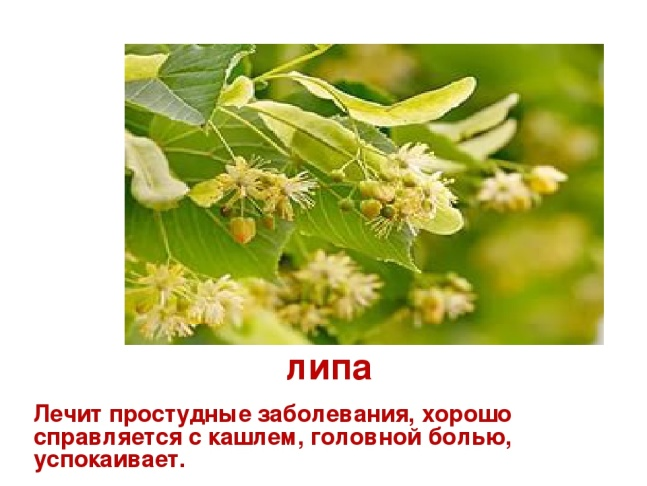 липа
Лечит простудные заболевания, хорошо
справляется с кашлем, головной болью,
успокаивает.